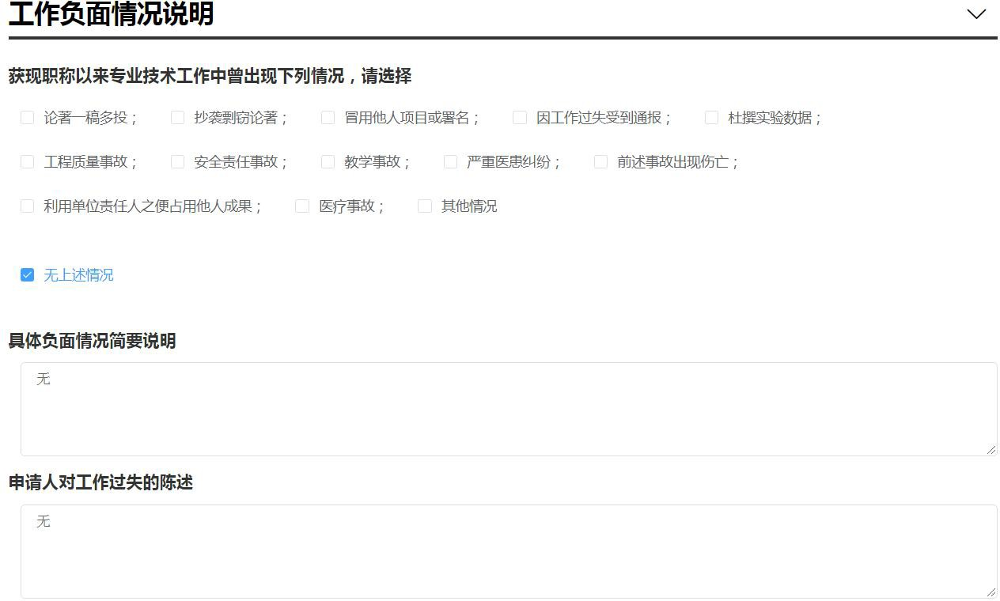 工作负面情况说明
获现职称以来专业技术工作中曾出现下列情况，请选择
论著一稿多投； 抄袭剽窃论著； 冒用他人项目或署名； 因工作过失受到通报； 杜撰实验数据；
工程质量事故； 安全责任事故； 教学事故； 严重医患纠纷； 前述事故出现伤亡；
利用单位责任人之便占用他人成果； 医疗事故； 其他情况
无上述情况
具体负面情况简要说明
无
申请人对工作过失的陈述
无